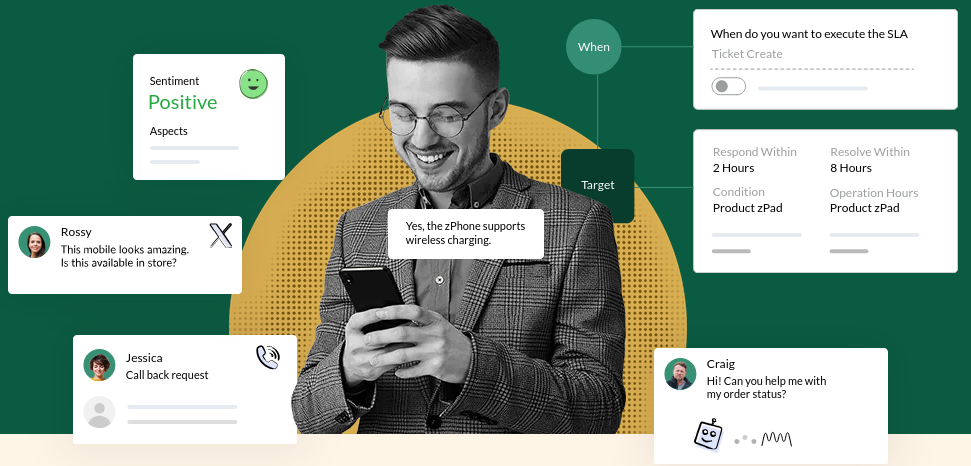 When
When do you want to execute the SLA
Ticket Create
Sentiment
Positive
Aspects
Target
Respond Within
2 Hours
Resolve Within
8 Hours
Condition
Product zPad
Operation Hours
Product zPad
Yes, the zPhone supports
wireless charging.
Rossy
This mobile looks amazing.
Is this available in store?
Jessica
Call back request
Craig
Hi! Can you help me with
my order status?